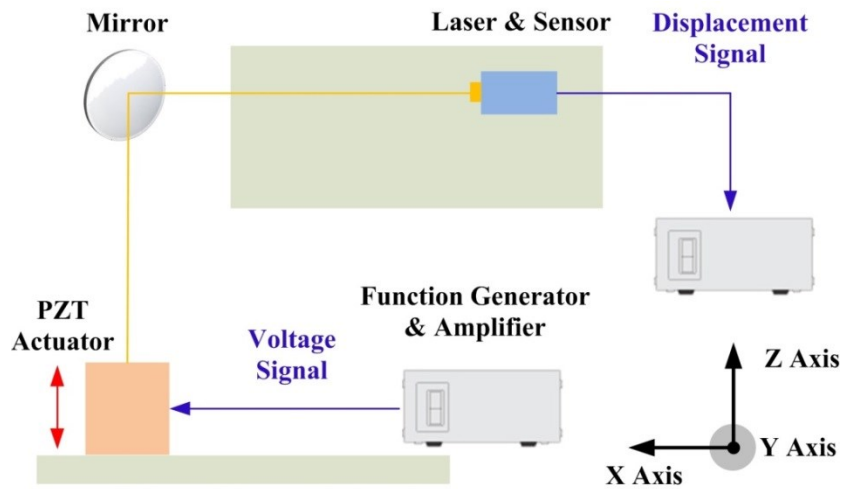 Mirror
Laser & Sensor
Displacement
Signal
PZT
Actuator
Voltage
Signal
Function Generator
& Amplifier
Z Axis
Y Axis
X Axis